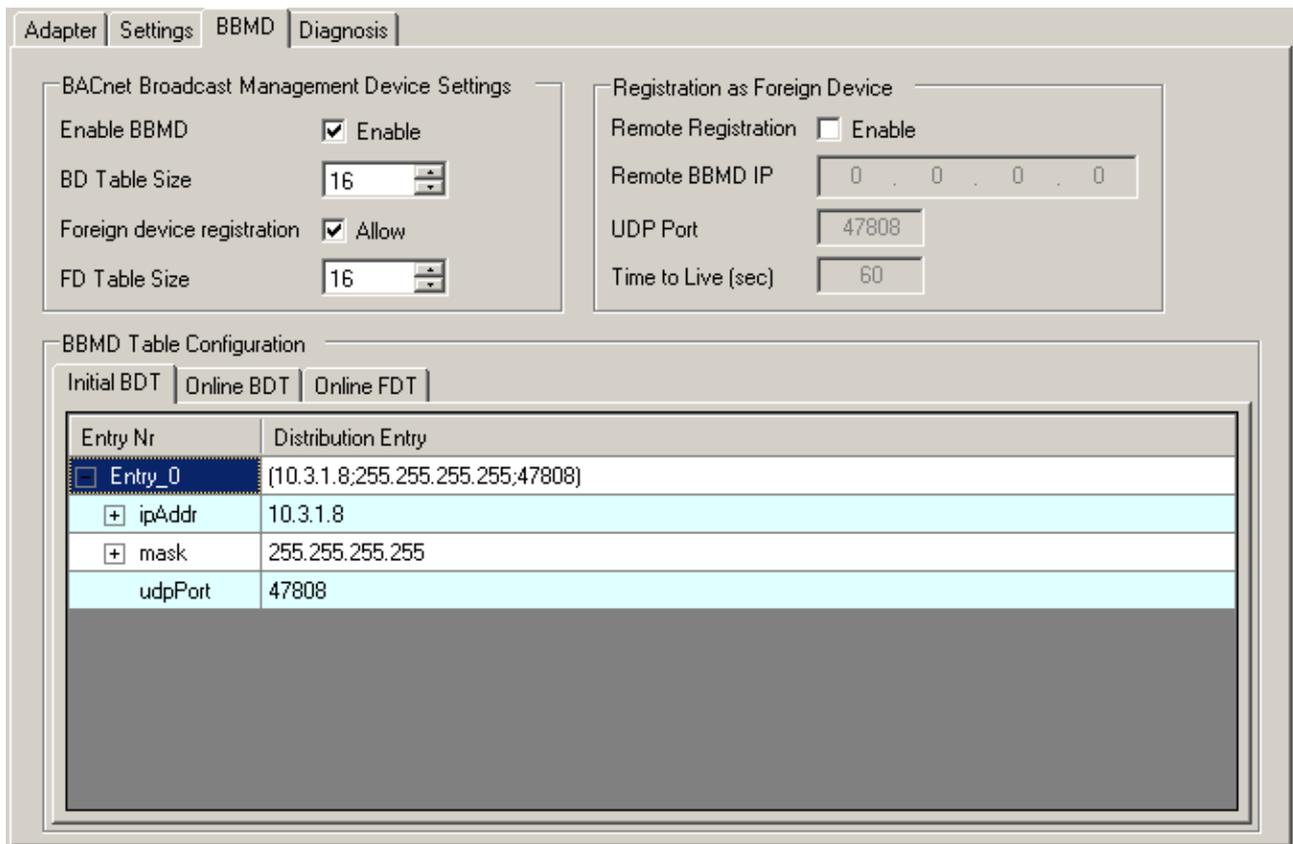 Adapter Settings BBMD Diagnosis
BACnet Broadcast Management Device Settings
Enable BBMD Enable
BD Table Size 16
Foreign device registration Allow
FD Table Size 16
Registration as Foreign Device
Remote Registration Enable
Remote BBMD IP 0 . 0 . 0 . 0
UDP Port 47808
Time to Live (sec) 60
BBMD Table Configuration
Initial BDT Online BDT Online FDT
Entry Nr Distribution Entry
Entry_0 (10.3.1.8;255.255.255.255;47808)
ipAddr 10.3.1.8
mask 255.255.255.255
udpPort 47808